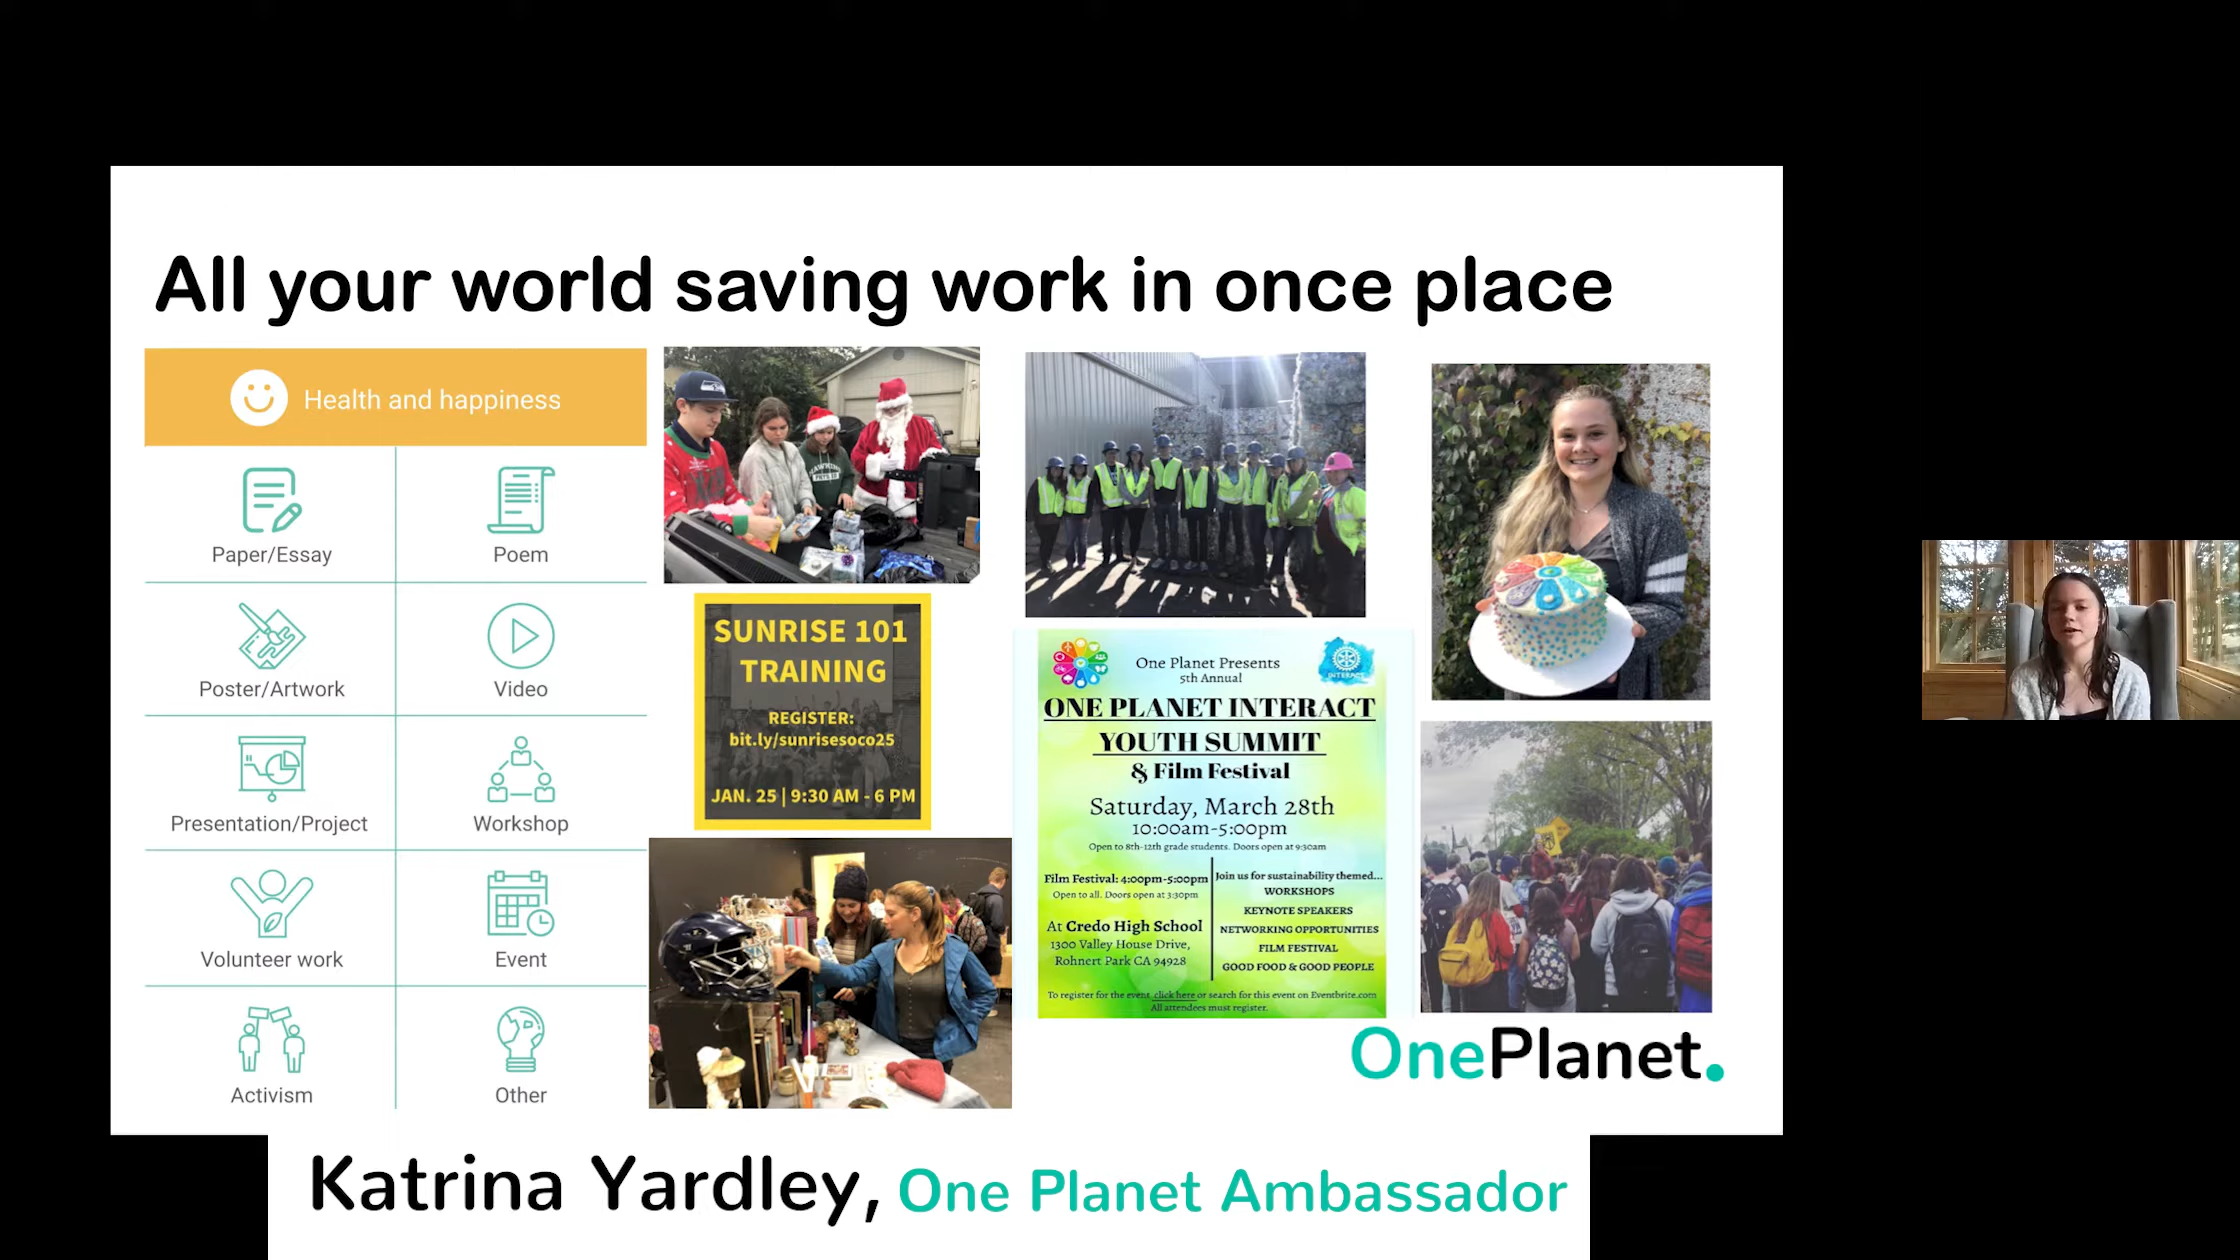 All your world saving work in once place
Health and happiness
Paper/Essay
Poem
Poster/Artwork
Video
Presentation/Project
Workshop
Volunteer work
Event
Activism
Other
SUNRISE 101
TRAINING
REGISTER:
bit.ly/sunrisesoco25
JAN. 25 | 9:30 AM - 6 PM
One Planet Presents
5th Annual
INTERACT
ONE PLANET INTERACT
YOUTH SUMMIT
& Film Festival
Saturday, March 28th
10:00am-5:00pm
Open to 8th-12th grade students. Doors open at 9:30am
Film Festival: 4:00pm-5:00pm
Open to all. Doors open at 3:30pm
At Credo High School
1300 Valley House Drive,
Rohnert Park CA 94928
Join us for sustainability themed...
WORKSHOPS
KEYNOTE SPEAKERS
NETWORKING OPPORTUNITIES
FILM FESTIVAL
GOOD FOOD & GOOD PEOPLE
To register for the event, click here or search for this event on Eventbrite.com
All attendees must register.
OnePlanet.
Katrina Yardley, One Planet Ambassador